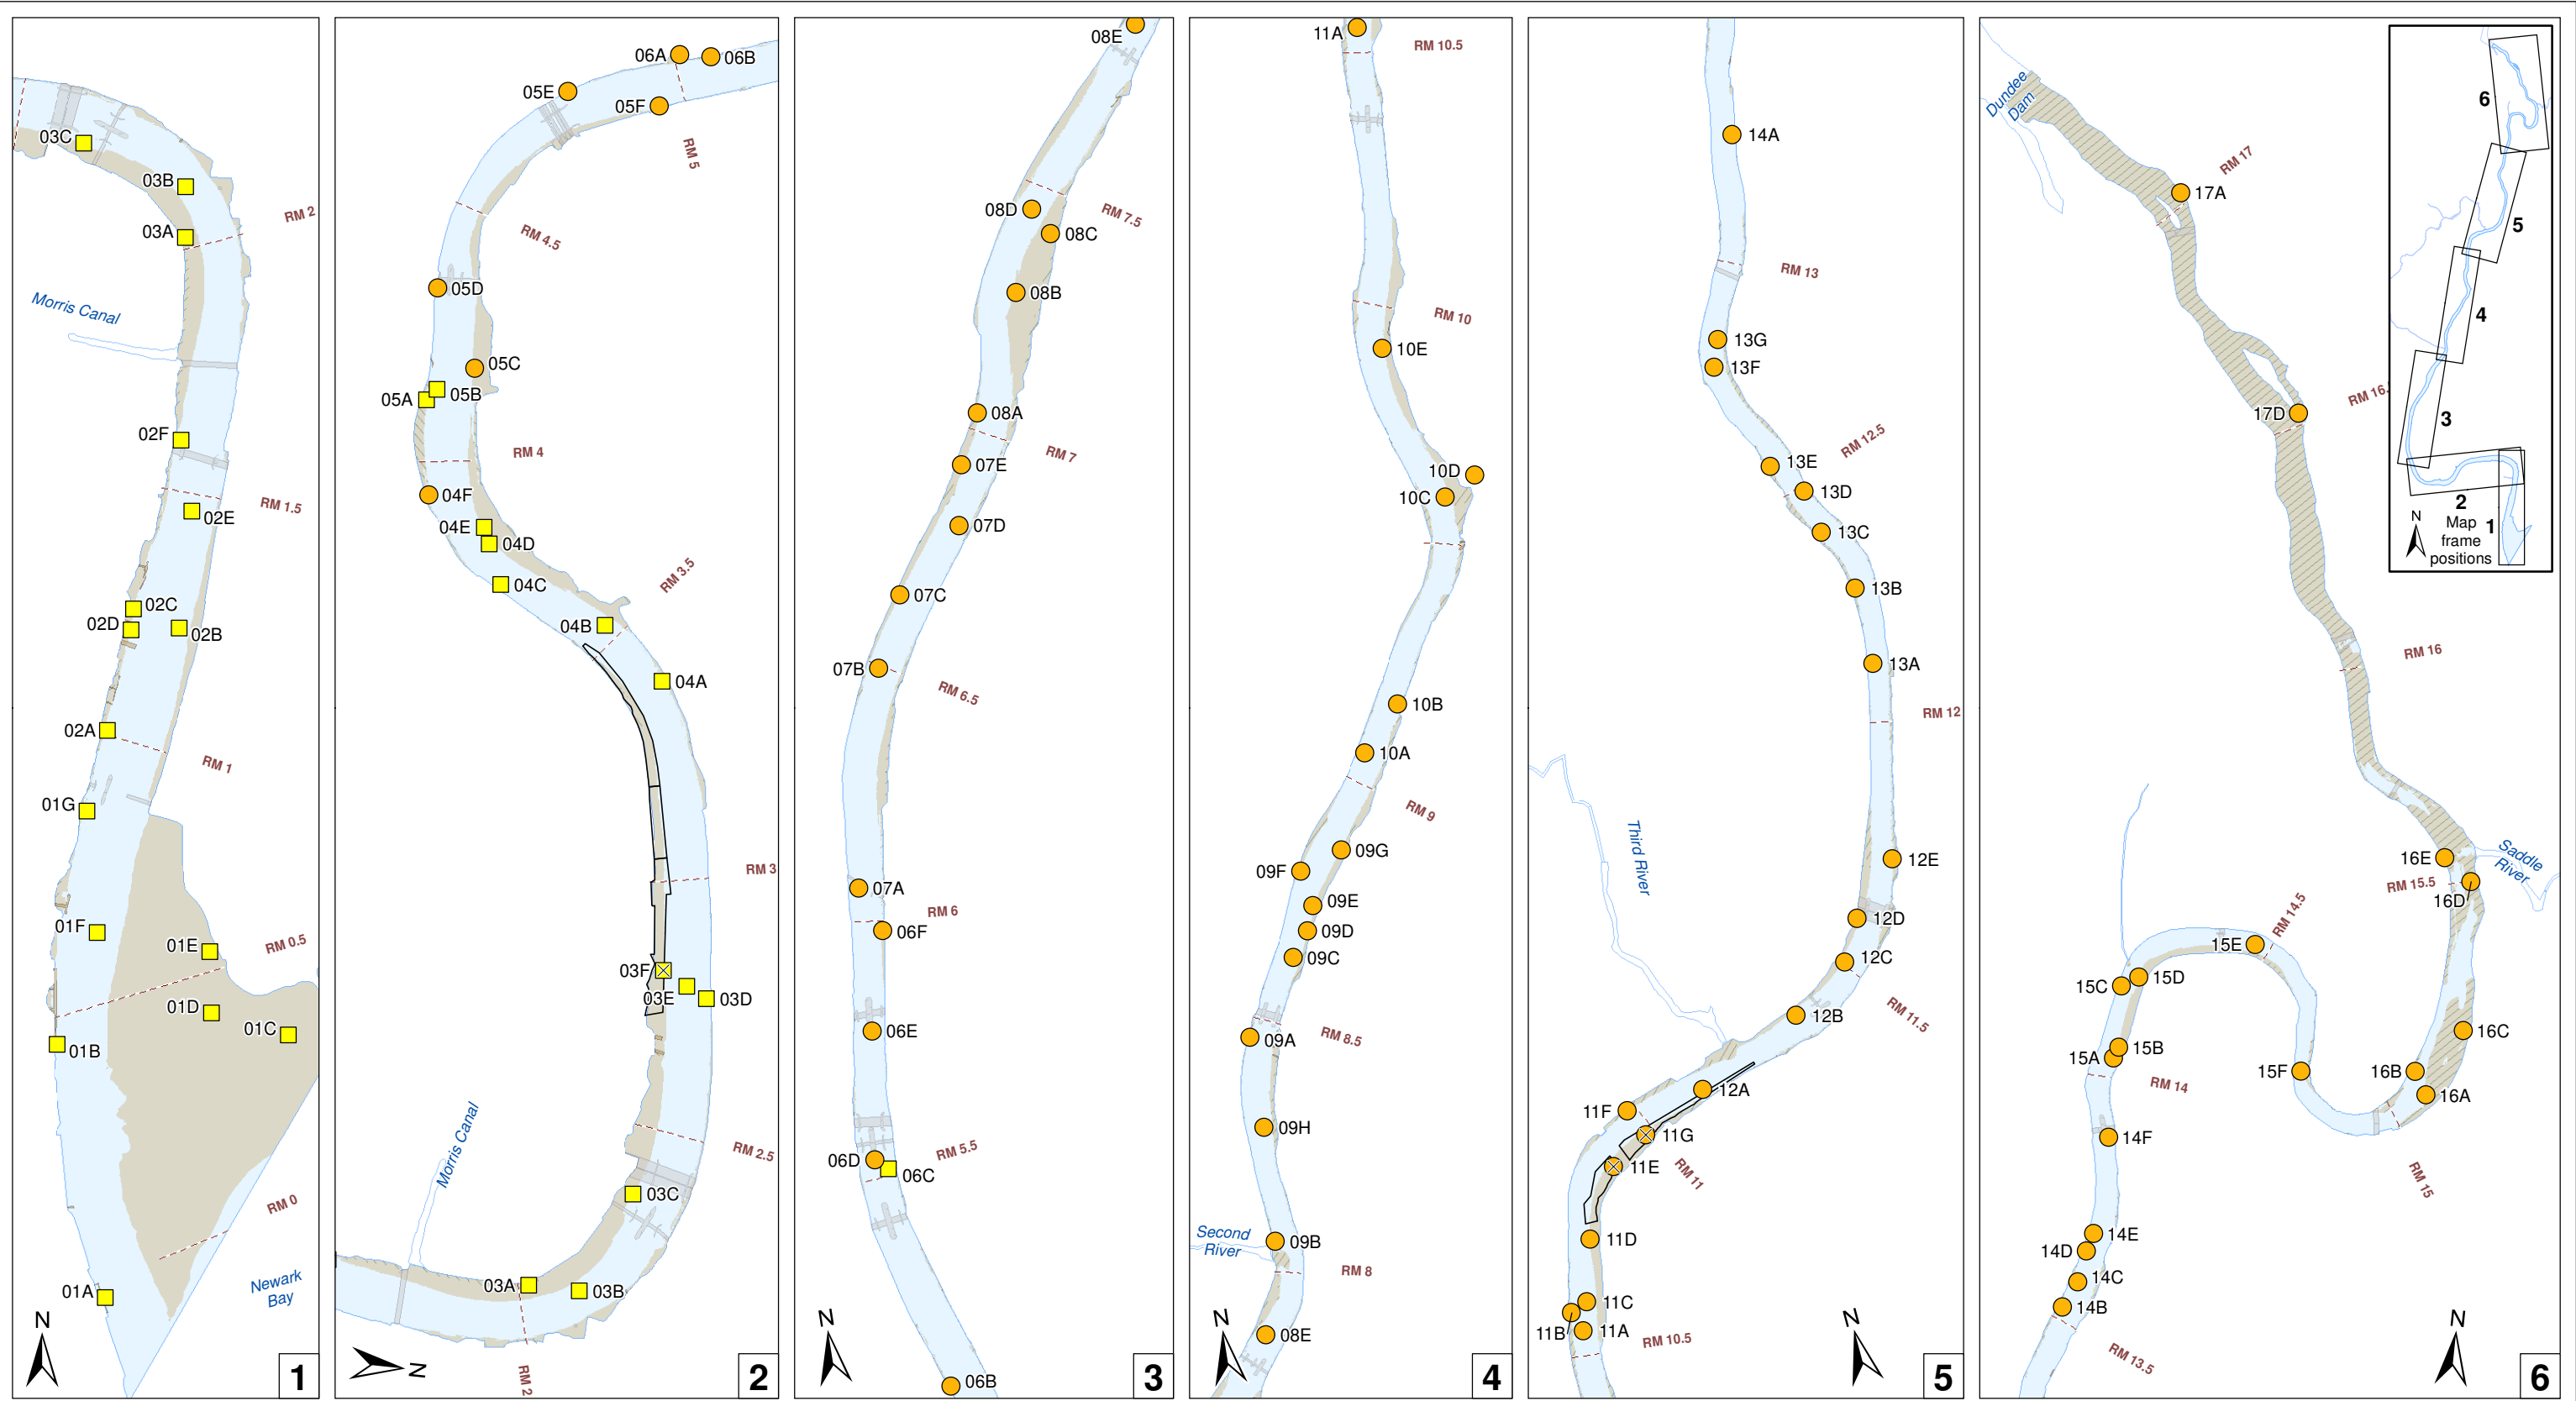 03C
03B
03A
RM 2
Morris Canal
02F
RM 1.5
02E
02C
02D
02B
02A
RM 1
01G
01F
01E
RM 0.5
01D
01C
01B
RM 0
01A
Newark
Bay
N
1
06A
06B
05E
05F
RM 5
RM 4.5
05D
05C
05B
05A
RM 4
04F
04E
04D
04C
RM 3.5
04B
04A
RM 3
03F
03E
03D
Morris Canal
RM 2.5
03C
03A
03B
RM 2
N
2
08E
08D
RM 7.5
08C
08B
08A
RM 7
07E
07D
07C
07B
RM 6.5
07A
RM 6
06F
06E
RM 5.5
06D
06C
06B
N
3
11A
RM 10.5
RM 10
10E
10D
10C
10B
10A
RM 9
09G
09F
09E
09D
09C
09A
RM 8.5
09H
Second
River
09B
RM 8
08E
N
4
14A
RM 13
13G
13F
RM 12.5
13E
13D
13C
13B
13A
RM 12
Third River
12E
12D
12C
RM 11.5
12B
12A
11F
11G
11E
RM 11
11D
11C
11B
11A
RM 10.5
N
5
Dundee
Dam
RM 17
17A
RM 16.
17D
RM 16
Saddle
River
16E
RM 15.5
16D
RM 14.5
15E
15D
15C
16C
15B
15A
RM 14
15F
16B
16A
14F
RM 15
14E
14D
14C
14B
RM 13.5
N
6
6
5
4
3
2
1
N
Map
frame
positions